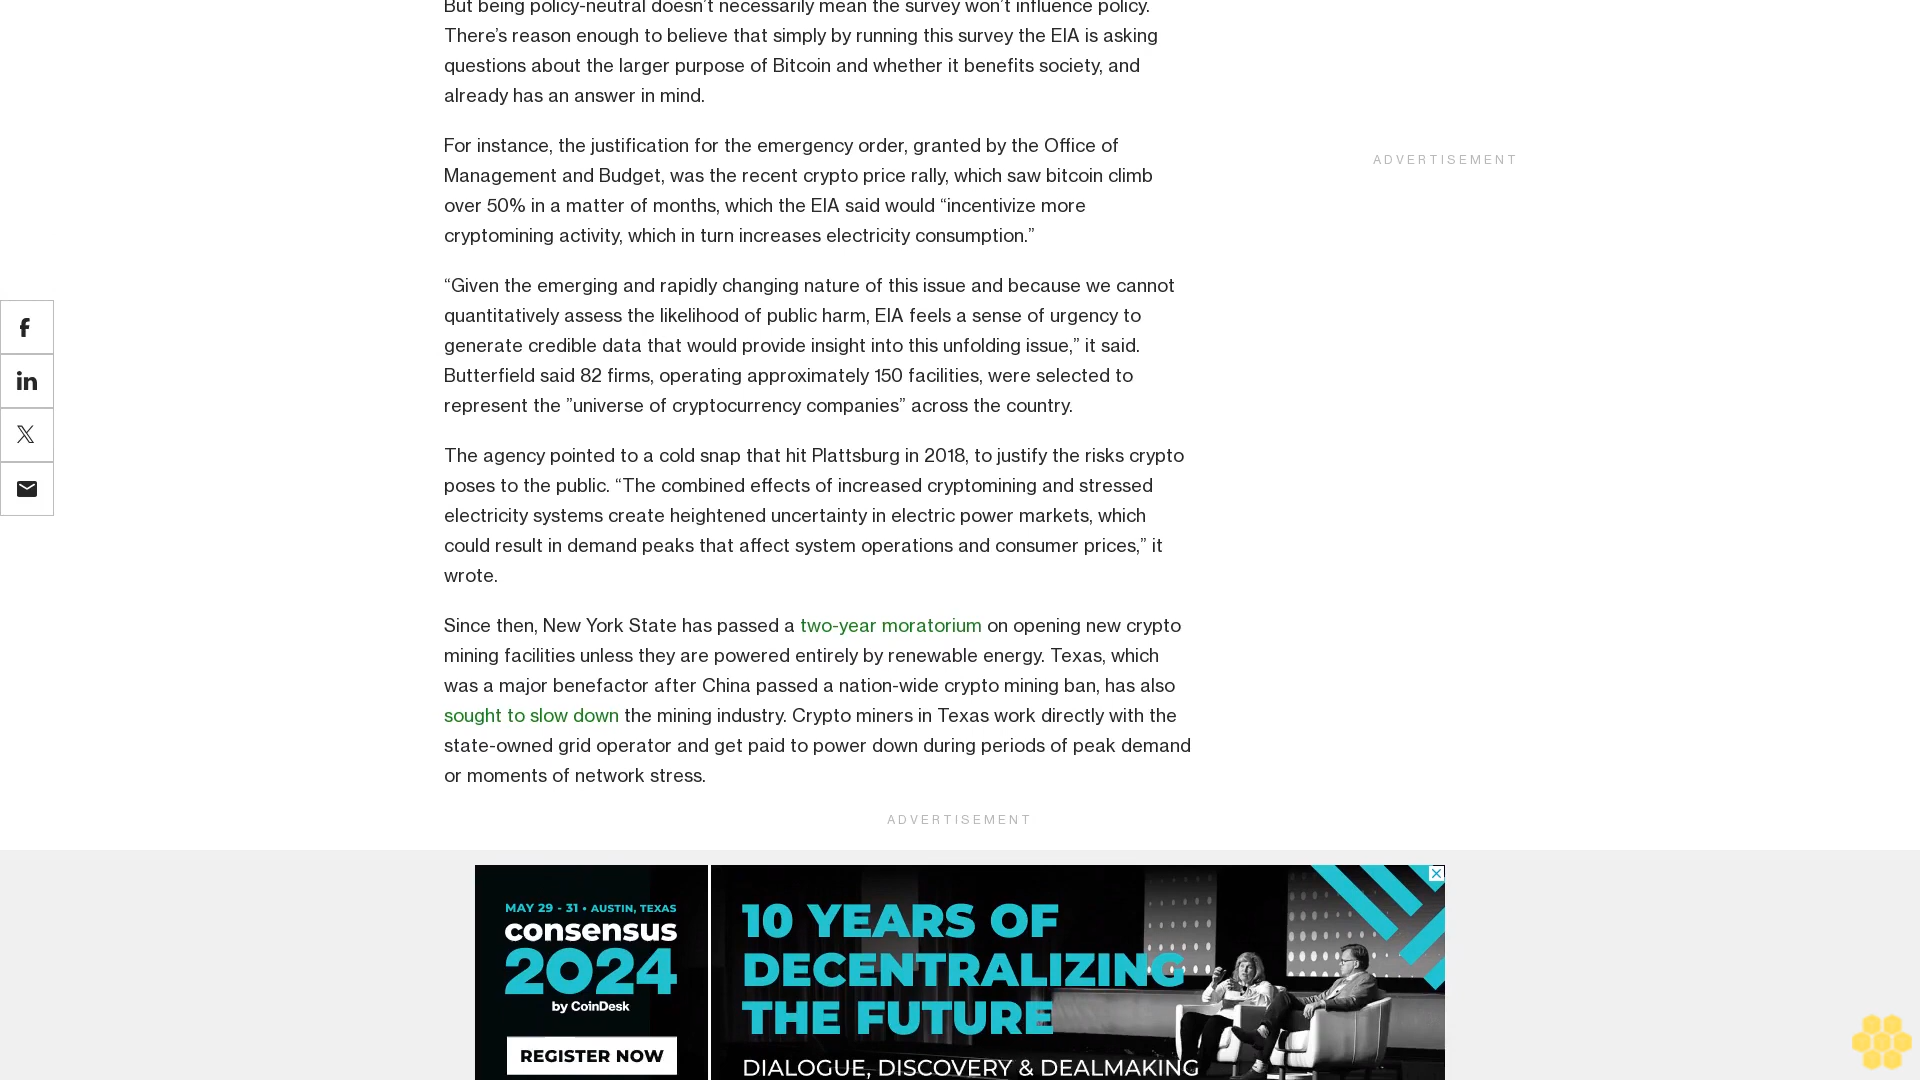 But being policy-neutral doesn’t necessarily mean the survey won’t influence policy.
There’s reason enough to believe that simply by running this survey the EIA is asking
questions about the larger purpose of Bitcoin and whether it benefits society, and
already has an answer in mind.
For instance, the justification for the emergency order, granted by the Office of
Management and Budget, was the recent crypto price rally, which saw bitcoin climb
over 50% in a matter of months, which the EIA said would “incentivize more
cryptomining activity, which in turn increases electricity consumption.”
“Given the emerging and rapidly changing nature of this issue and because we cannot
quantitatively assess the likelihood of public harm, EIA feels a sense of urgency to
generate credible data that would provide insight into this unfolding issue,” it said.
Butterfield said 82 firms, operating approximately 150 facilities, were selected to
represent the ”universe of cryptocurrency companies” across the country.
The agency pointed to a cold snap that hit Plattsburg in 2018, to justify the risks crypto
poses to the public. “The combined effects of increased cryptomining and stressed
electricity systems create heightened uncertainty in electric power markets, which
could result in demand peaks that affect system operations and consumer prices,” it
wrote.
Since then, New York State has passed a two-year moratorium on opening new crypto
mining facilities unless they are powered entirely by renewable energy. Texas, which
was a major benefactor after China passed a nation-wide crypto mining ban, has also
sought to slow down the mining industry. Crypto miners in Texas work directly with the
state-owned grid operator and get paid to power down during periods of peak demand
or moments of network stress.
ADVERTISEMENT
ADVERTISEMENT
MAY 29 - 31 • AUSTIN, TEXAS
consensus
2024
by CoinDesk
REGISTER NOW
10 YEARS OF
DECENTRALIZING
THE FUTURE
DIALOGUE, DISCOVERY & DEALMAKING